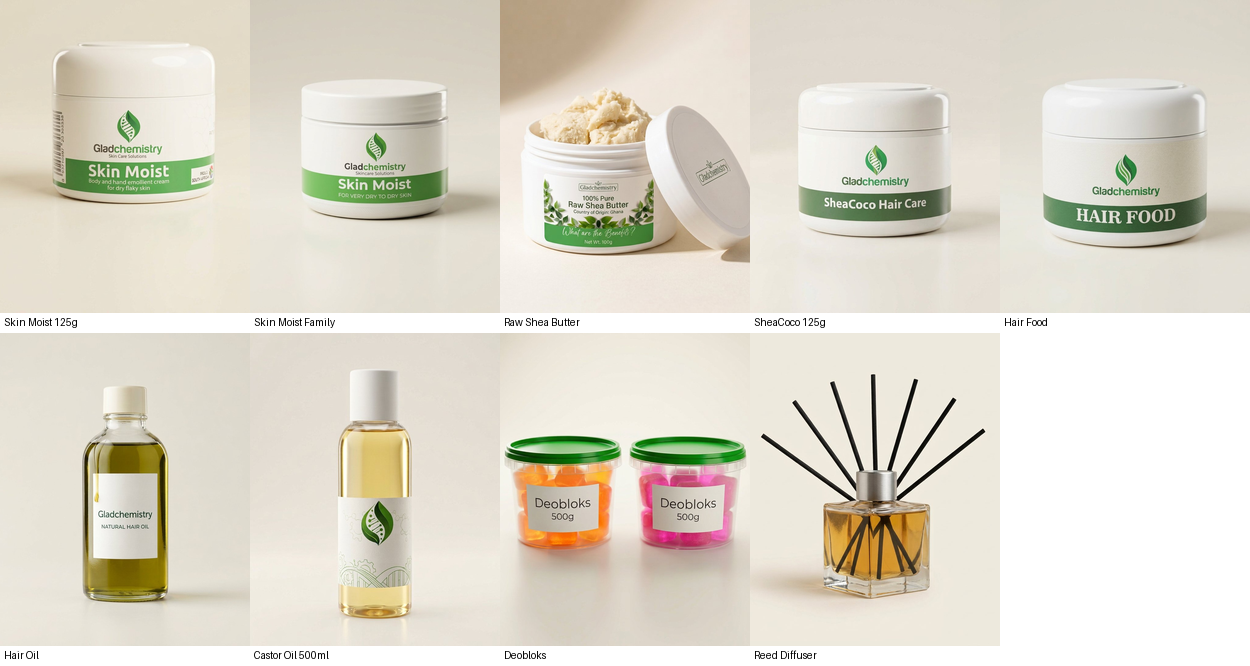 Gladchemistry
Skin Care Solutions
Skin Moist
Body and hand emollient cream
for dry flaky skin
Gladchemistry
Skincare Solutions
Skin Moist
FOR VERY DRY TO DRY SKIN
Gladchemistry
Gladchemistry
100% Pure
Raw Shea Butter
Country of Origin: Ghana
What are the Benefits?
Gladchemistry
SheaCoco Hair Care
Gladchemistry
HAIR FOOD
Skin Moist 125g
Skin Moist Family
Raw Shea Butter
SheaCoco 125g
Hair Food
Gladchemistry
NATURAL HAIR OIL
Deobloks
500g
Deobloks
500g
Hair Oil
Castor Oil 500ml
Deobloks
Reed Diffuser